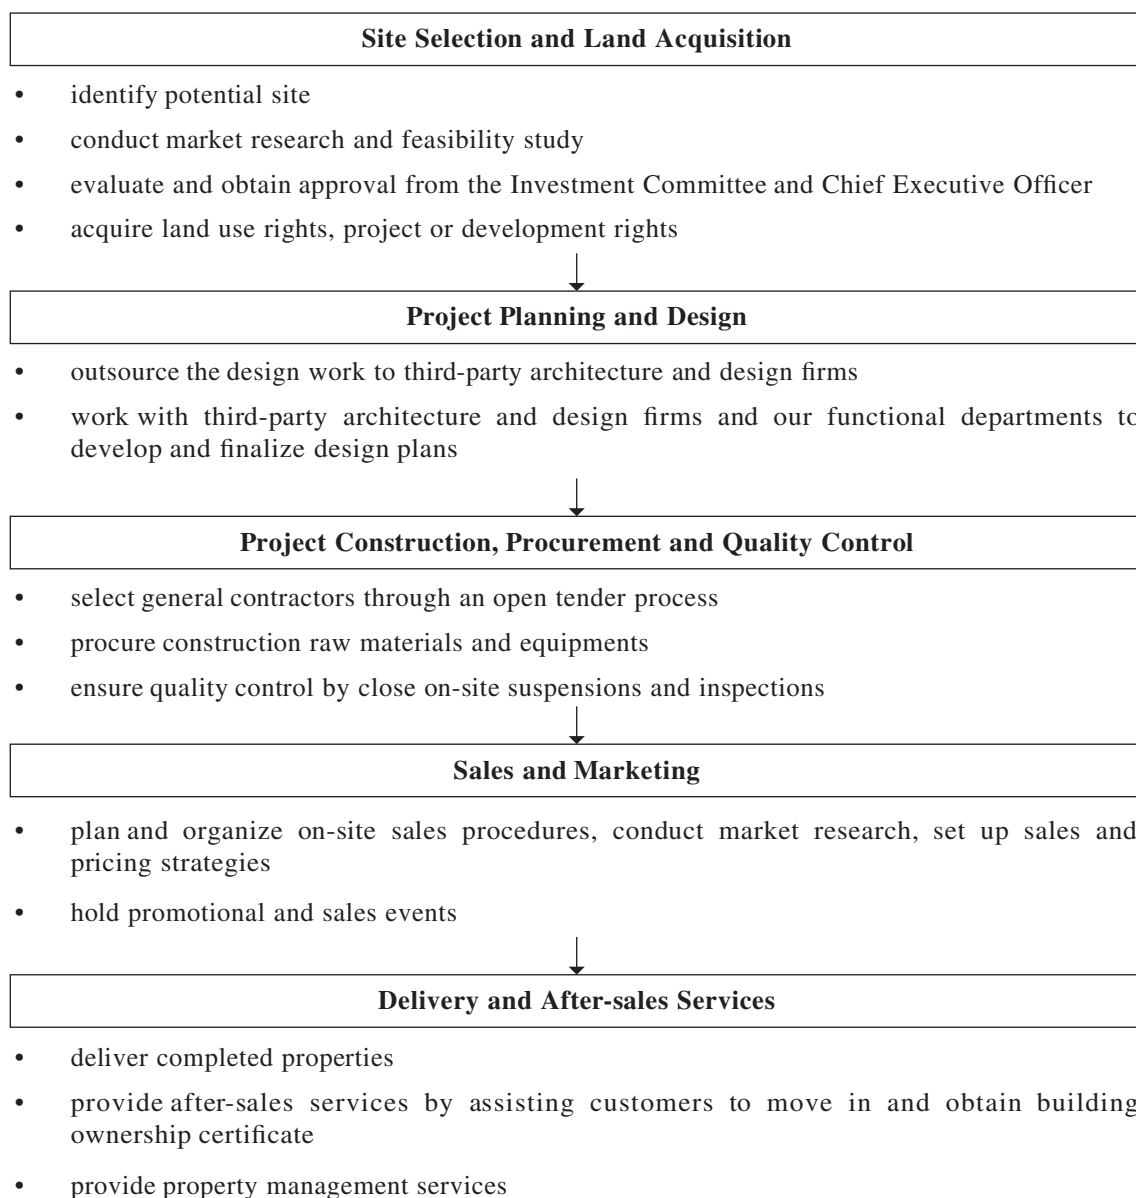 Site Selection and Land Acquisition
• identify potential site
• conduct market research and feasibility study
• evaluate and obtain approval from the Investment Committee and Chief Executive Officer
• acquire land use rights, project or development rights
Project Planning and Design
• outsource the design work to third-party architecture and design firms
• work with third-party architecture and design firms and our functional departments to
develop and finalize design plans
Project Construction, Procurement and Quality Control
• select general contractors through an open tender process
• procure construction raw materials and equipments
• ensure quality control by close on-site suspensions and inspections
Sales and Marketing
• plan and organize on-site sales procedures, conduct market research, set up sales and
pricing strategies
• hold promotional and sales events
Delivery and After-sales Services
• deliver completed properties
• provide after-sales services by assisting customers to move in and obtain building
ownership certificate
• provide property management services